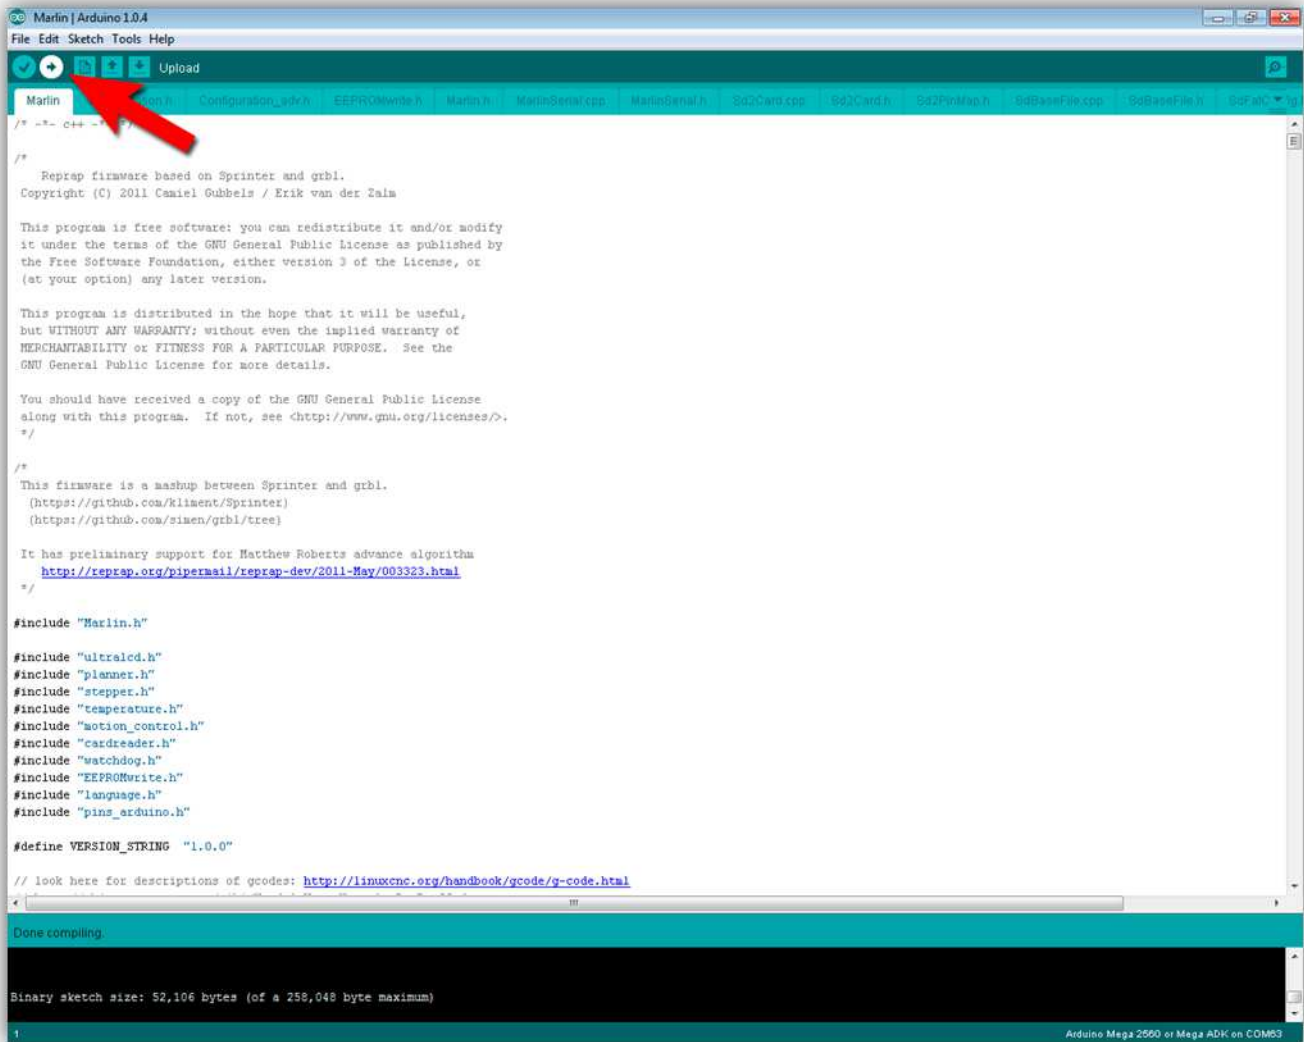 Marlin | Arduino 1.0.4
File Edit Sketch Tools Help
Upload
Marlin Configuration_adv.h EEPROMwrite.h Marlin.h MarlinSerial.cpp MarlinSerial.h Sd2Card.cpp Sd2Card.h Sd2PinMap.h SdBaseFile.cpp SdBaseFile.h
/* -*- c++ -*-
/*
Reprap firmware based on Sprinter and grbl.
Copyright (C) 2011 Camiel Gubbels / Erik van der Zalm
This program is free software: you can redistribute it and/or modify
it under the terms of the GNU General Public License as published by
the Free Software Foundation, either version 3 of the License, or
(at your option) any later version.
This program is distributed in the hope that it will be useful,
but WITHOUT ANY WARRANTY; without even the implied warranty of
MERCHANTABILITY or FITNESS FOR A PARTICULAR PURPOSE.  See the
GNU General Public License for more details.
You should have received a copy of the GNU General Public License
along with this program.  If not, see <http://www.gnu.org/licenses/>.
*/
/*
This firmware is a mashup between Sprinter and grbl.
(https://github.com/kliment/Sprinter)
(https://github.com/simen/grbl/tree)
It has preliminary support for Matthew Roberts advance algorithm
http://reprap.org/pipermail/reprap-dev/2011-May/003323.html
*/
#include "Marlin.h"
#include "ultralcd.h"
#include "planner.h"
#include "stepper.h"
#include "temperature.h"
#include "motion_control.h"
#include "cardreader.h"
#include "watchdog.h"
#include "EEPROMwrite.h"
#include "language.h"
#include "pins_arduino.h"
#define VERSION_STRING  "1.0.0"
// look here for descriptions of gcodes: http://linuxcnc.org/handbook/gcode/g-code.html
Done compiling.
Binary sketch size: 52,106 bytes (of a 258,048 byte maximum)
1
Arduino Mega 2560 or Mega ADK on COM63